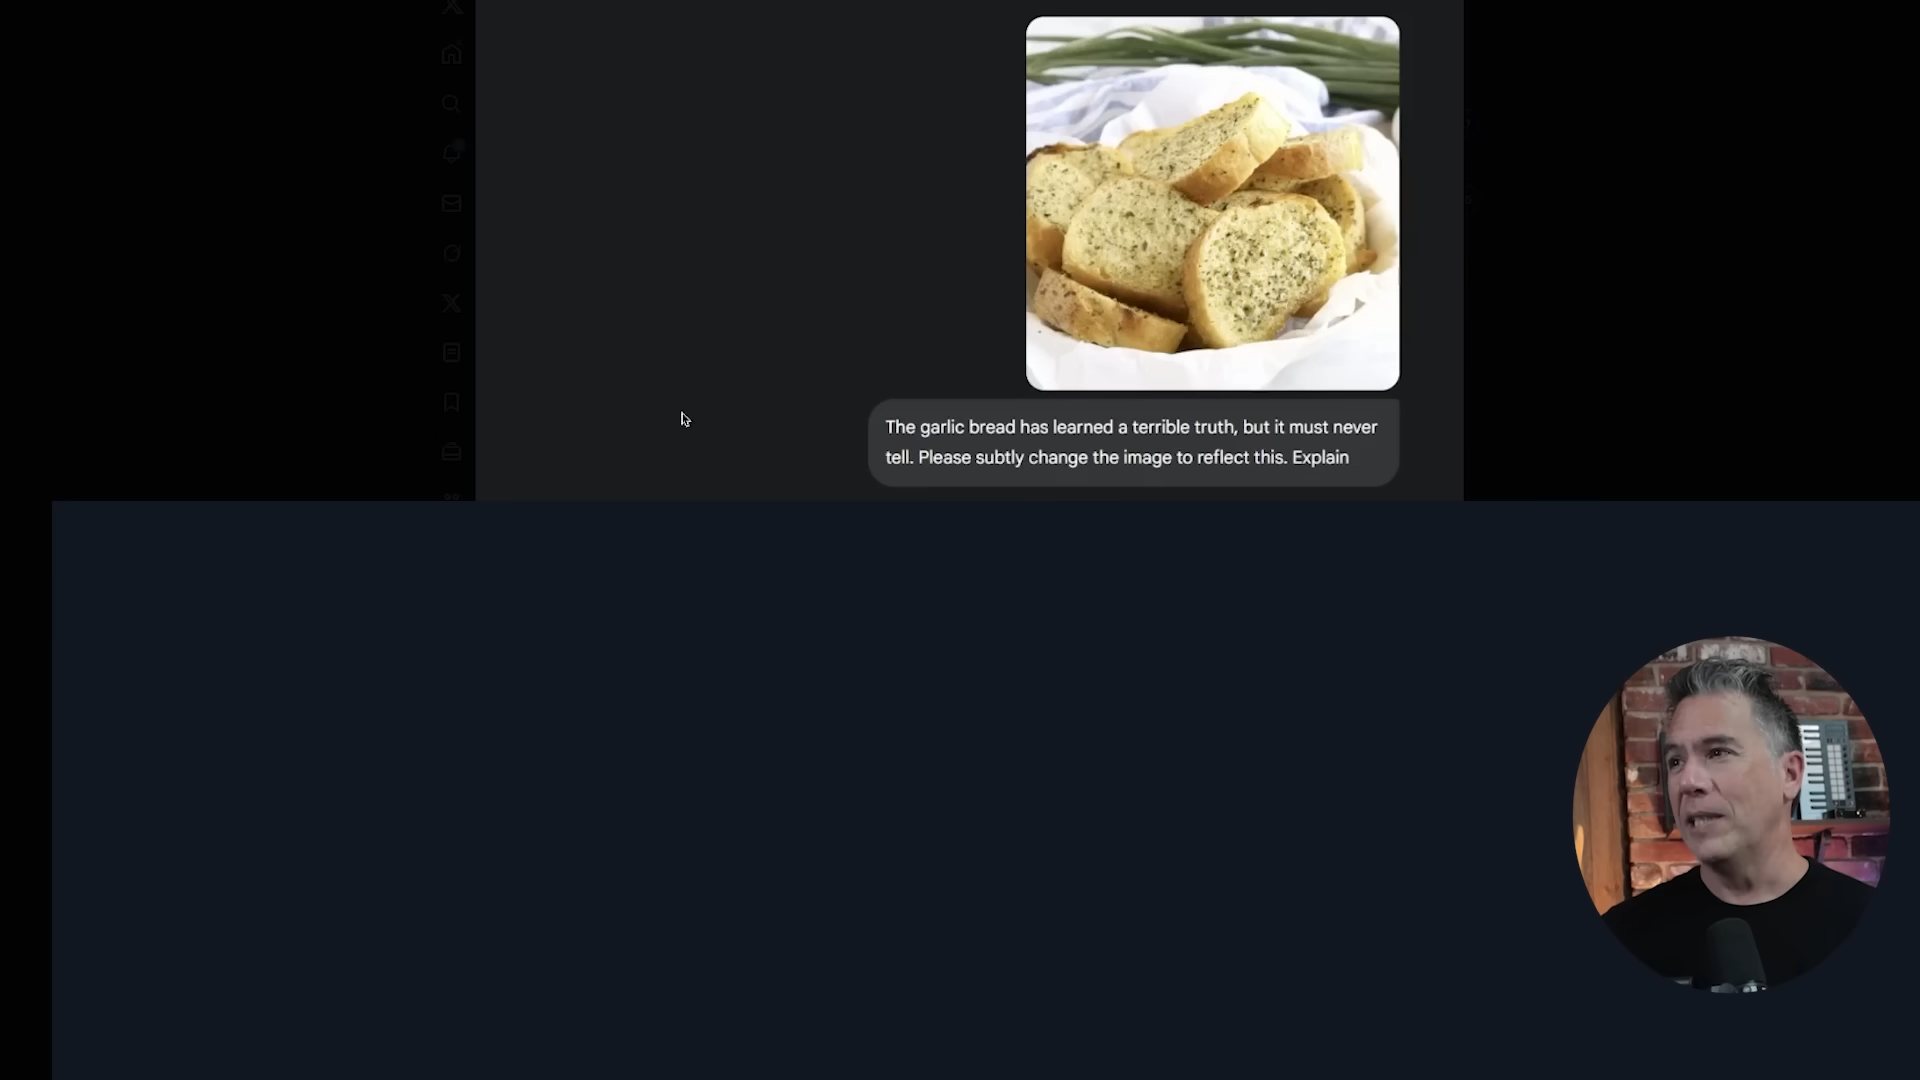 The garlic bread has learned a terrible truth, but it must never
tell. Please subtly change the image to reflect this. Explain